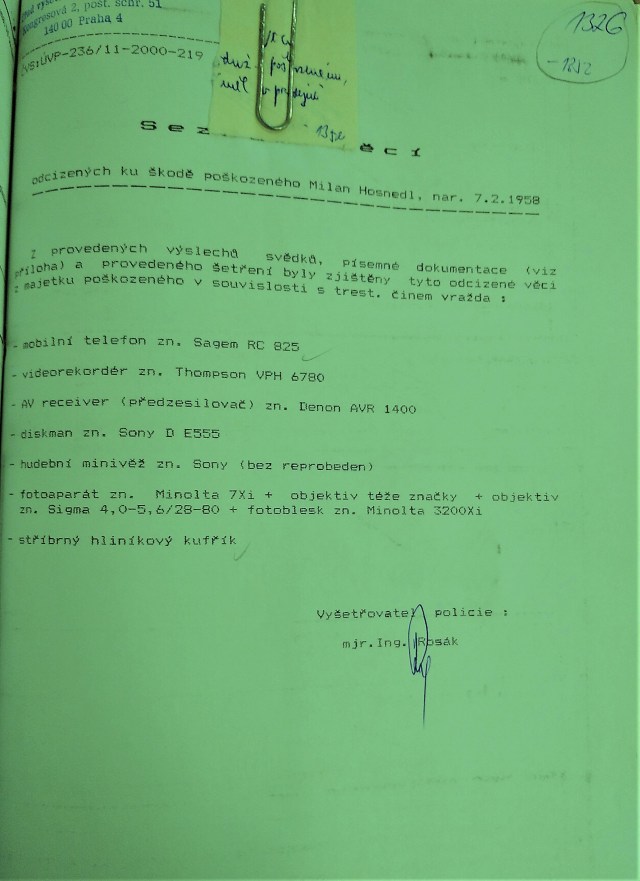 Kongresová 2, post. schr. 51
140 00 Praha 4
ČVS:ÚVP-236/11-2000-219
1326
- 1252
S e z ě c í
odcizených ku škodě poškozeného Milan Hosnedl, nar. 7.2.1958
Z provedených výslechů svědků, písemné dokumentace (viz
příloha) a provedeného šetření byly zjištěny tyto odcizené věci
z majetku poškozeného v souvislosti s trest. činem vražda :
- mobilní telefon zn. Sagem RC 825
- videorekordér zn. Thompson VPH 6780
- AV receiver (předzesilovač) zn. Denon AVR 1400
- diskman zn. Sony D E555
- hudební minivěž zn. Sony (bez reprobeden)
- fotoaparát zn. Minolta 7Xi + objektiv téže značky + objektiv
zn. Sigma 4,0-5,6/28-80 + fotoblesk zn. Minolta 3200Xi
- stříbrný hliníkový kufřík
Vyšetřovatel policie :
mjr.Ing. Rosák